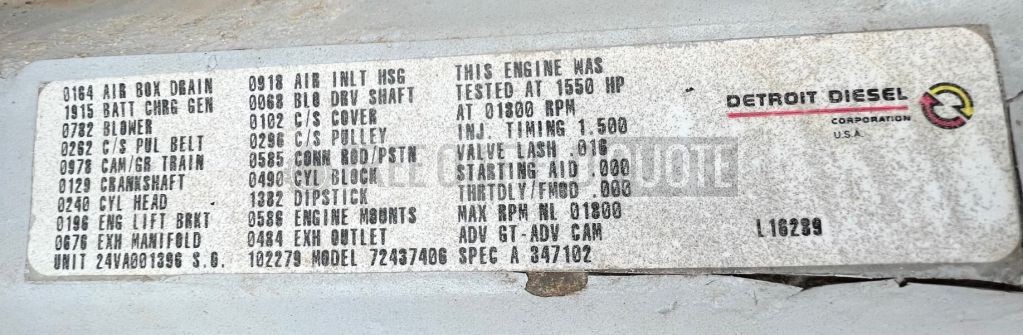 0164 AIR BOX DRAIN
1915 BATT CHRG GEN
0782 BLOWER
0262 C/S PUL BELT
0978 CAM/GR TRAIN
0129 CRANKSHAFT
0240 CYL HEAD
0196 ENG LIFT BRKT
0676 EXH MANIFOLD
0918 AIR INLT HSG
0068 BLO DRV SHAFT
0102 C/S COVER
0296 C/S PULLEY
0585 CONN ROD/PSTN
0490 CYL BLOCK
1382 DIPSTICK
0586 ENGINE MOUNTS
0484 EXH OUTLET
THIS ENGINE WAS
TESTED AT 1550 HP
AT 01800 RPM
INJ. TIMING 1.500
VALVE LASH .016
STARTING AID .000
THRTDLY/FMOD .000
MAX RPM NL 01800
ADV GT-ADV CAM
UNIT 24VA001396 S.O. 102279 MODEL 72437406 SPEC A 347102
DETROIT DIESEL
CORPORATION
U.S.A.
L16289
QUOTE